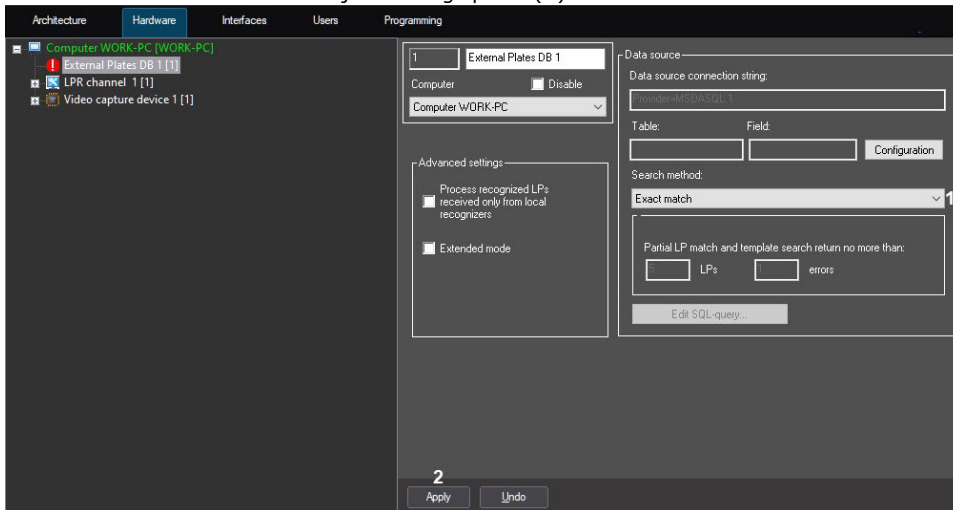 Architecture Hardware Interfaces Users Programming
Computer WORK-PC [WORK-PC]
External Plates DB 1 [1]
LPR channel 1 [1]
Video capture device 1 [1]
1 External Plates DB 1
Computer Disable
Computer WORK-PC
Advanced settings
Process recognized LPs
received only from local
recognizers
Extended mode
Data source
Data source connection string:
Provider=MSDASQL.1
Table: Field:
Configuration
Search method:
Exact match 1
Partial LP match and template search return no more than:
5 LPs 1 errors
Edit SQL-query...
2
Apply Undo